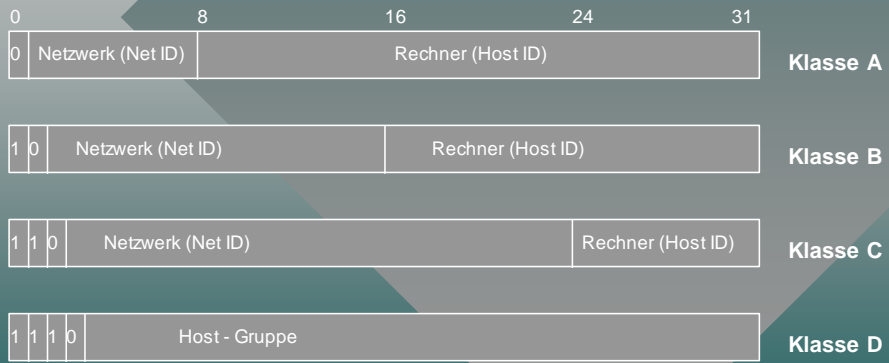 0 8 16 24 31
0 Netzwerk (Net ID) Rechner (Host ID) Klasse A
1 0 Netzwerk (Net ID) Rechner (Host ID) Klasse B
1 1 0 Netzwerk (Net ID) Rechner (Host ID) Klasse C
1 1 1 0 Host - Gruppe Klasse D